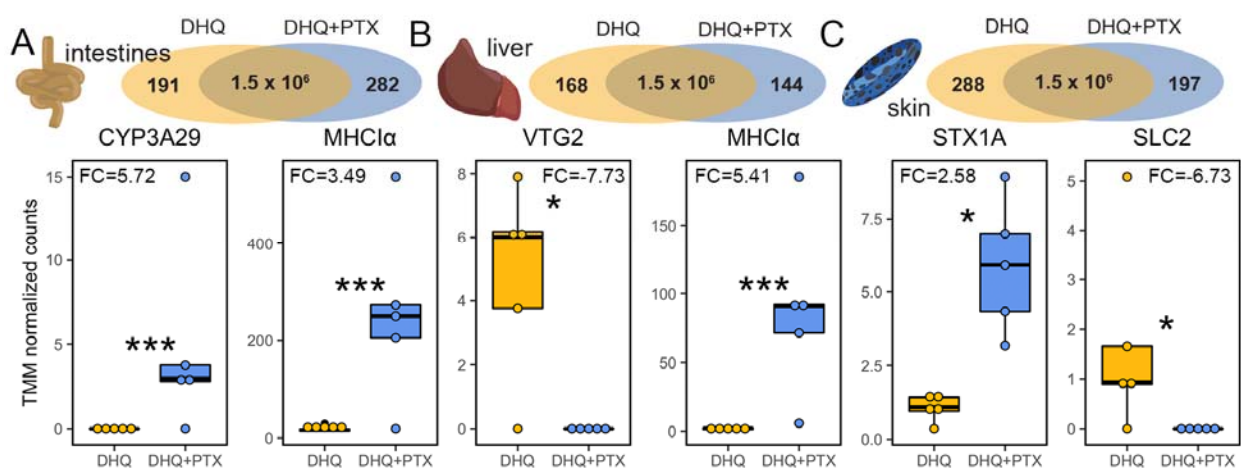 A
intestines
DHQ
DHQ+PTX
191
1.5 x 10⁶
282
B
liver
DHQ
DHQ+PTX
168
1.5 x 10⁶
144
C
skin
DHQ
DHQ+PTX
288
1.5 x 10⁶
197
TMM normalized counts
CYP3A29
FC=5.72
15
10
5
0
***
DHQ DHQ+PTX
MHCIα
FC=3.49
400
200
0
***
DHQ DHQ+PTX
VTG2
FC=-7.73
8
6
4
2
0
*
DHQ DHQ+PTX
MHCIα
FC=5.41
150
100
50
0
***
DHQ DHQ+PTX
STX1A
FC=2.58
7.5
5.0
2.5
0.0
*
DHQ DHQ+PTX
SLC2
FC=-6.73
5
4
3
2
1
0
*
DHQ DHQ+PTX